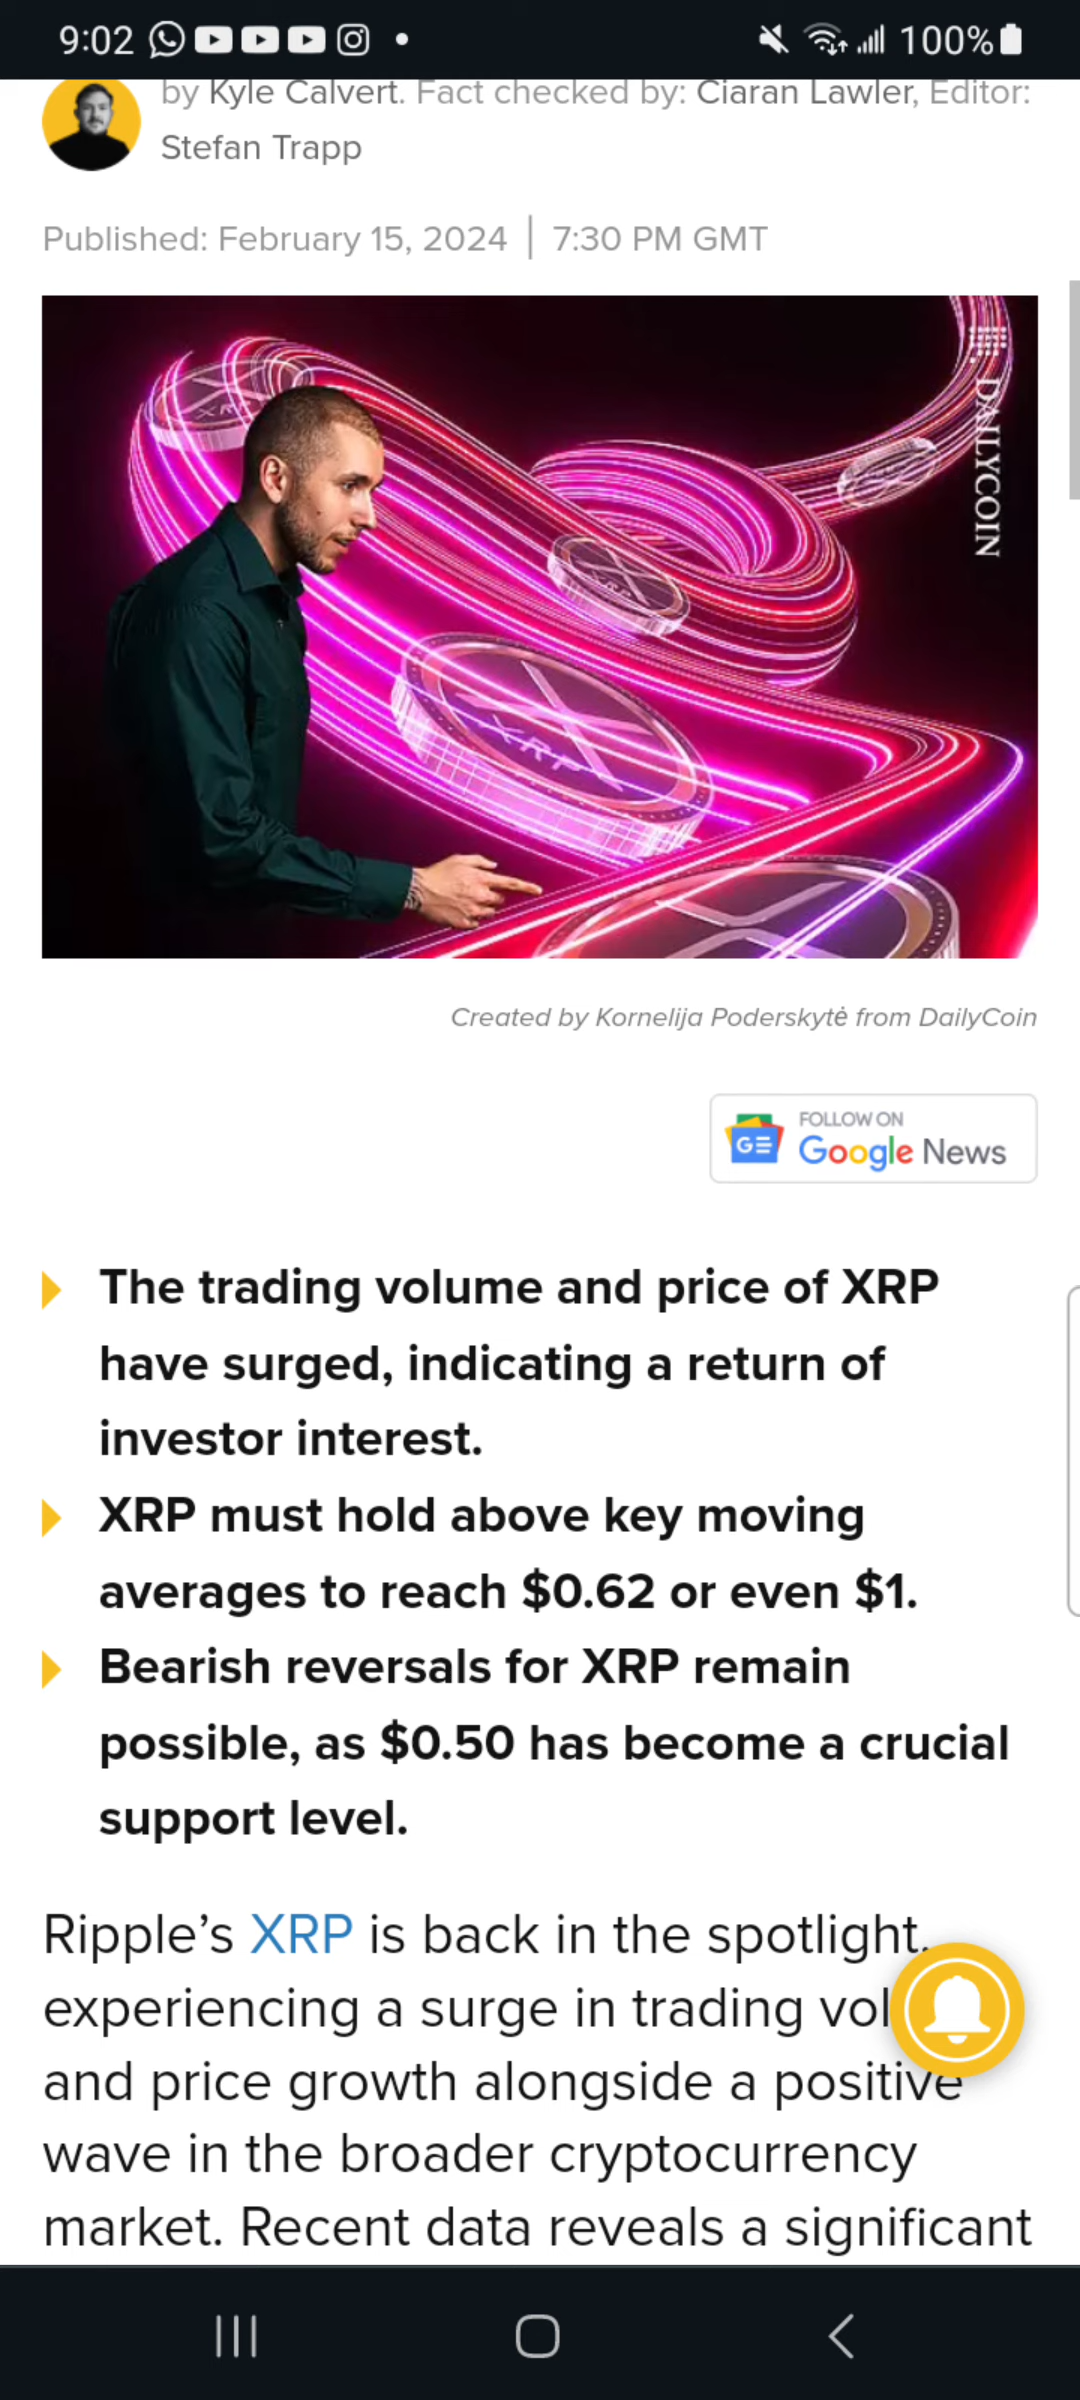 9:02
100%
by Kyle Calvert. Fact checked by: Ciaran Lawler, Editor:
Stefan Trapp
Published: February 15, 2024 | 7:30 PM GMT
DAILYCOIN
XRP
XRP
Created by Kornelija Poderskytė from DailyCoin
GE
FOLLOW ON
Google News
The trading volume and price of XRP
have surged, indicating a return of
investor interest.
XRP must hold above key moving
averages to reach $0.62 or even $1.
Bearish reversals for XRP remain
possible, as $0.50 has become a crucial
support level.
Ripple’s XRP is back in the spotlight,
experiencing a surge in trading vol
and price growth alongside a positive
wave in the broader cryptocurrency
market. Recent data reveals a significant